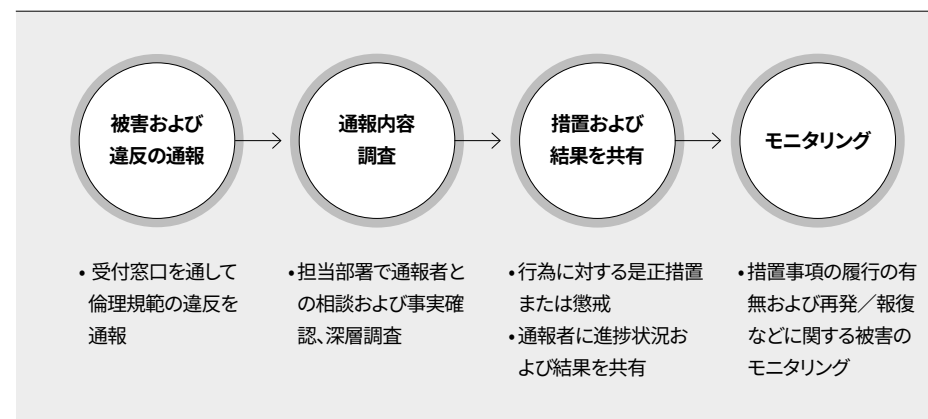 被害および
違反の通報
通報内容
調査
措置および
結果を共有
モニタリング
• 受付窓口を通して
倫理規範の違反を
通報
•担当部署で通報者と
の相談および事実確
認、深層調査
•行為に対する是正措置
または懲戒
•通報者に進捗状況お
よび結果を共有
•措置事項の履行の有
無および再発／報復
などに関する被害の
モニタリング